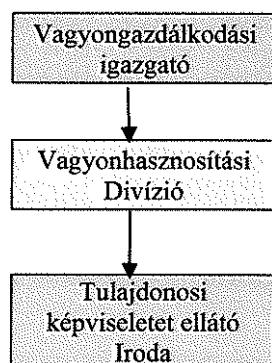 Vagyongazdálkodási
igazgató
Vagyonhasznosítási
Divízió
Tulajdonosi
képviseletet ellátó
Iroda